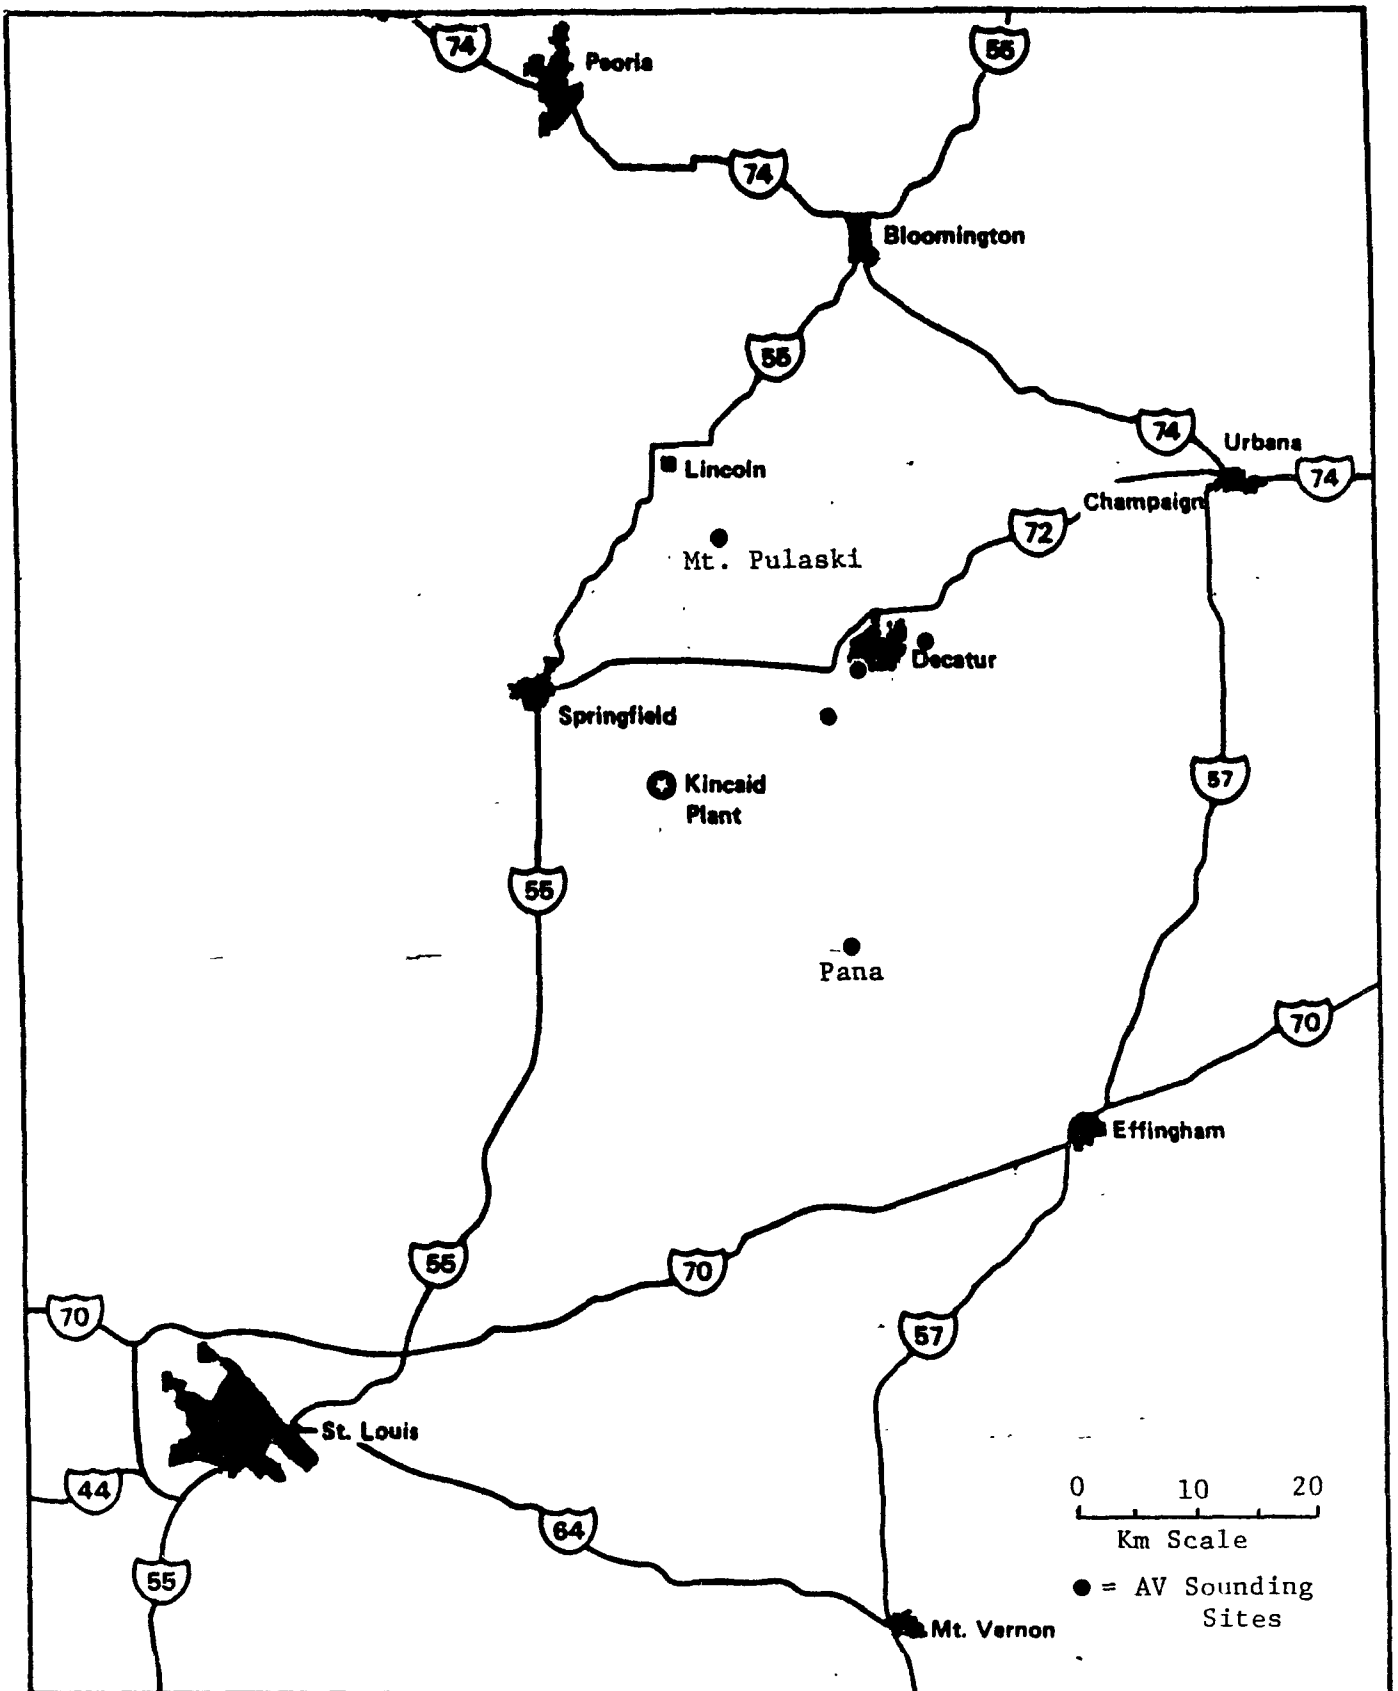 74
Peoria
55
74
Bloomington
55
74
Urbana
74
Lincoln
Champaign
72
Mt. Pulaski
Decatur
Springfield
57
Kincaid
Plant
55
Pana
70
Effingham
55
70
70
57
St. Louis
44
0 10 20
Km Scale
64
55
● = AV Sounding
Sites
Mt. Vernon